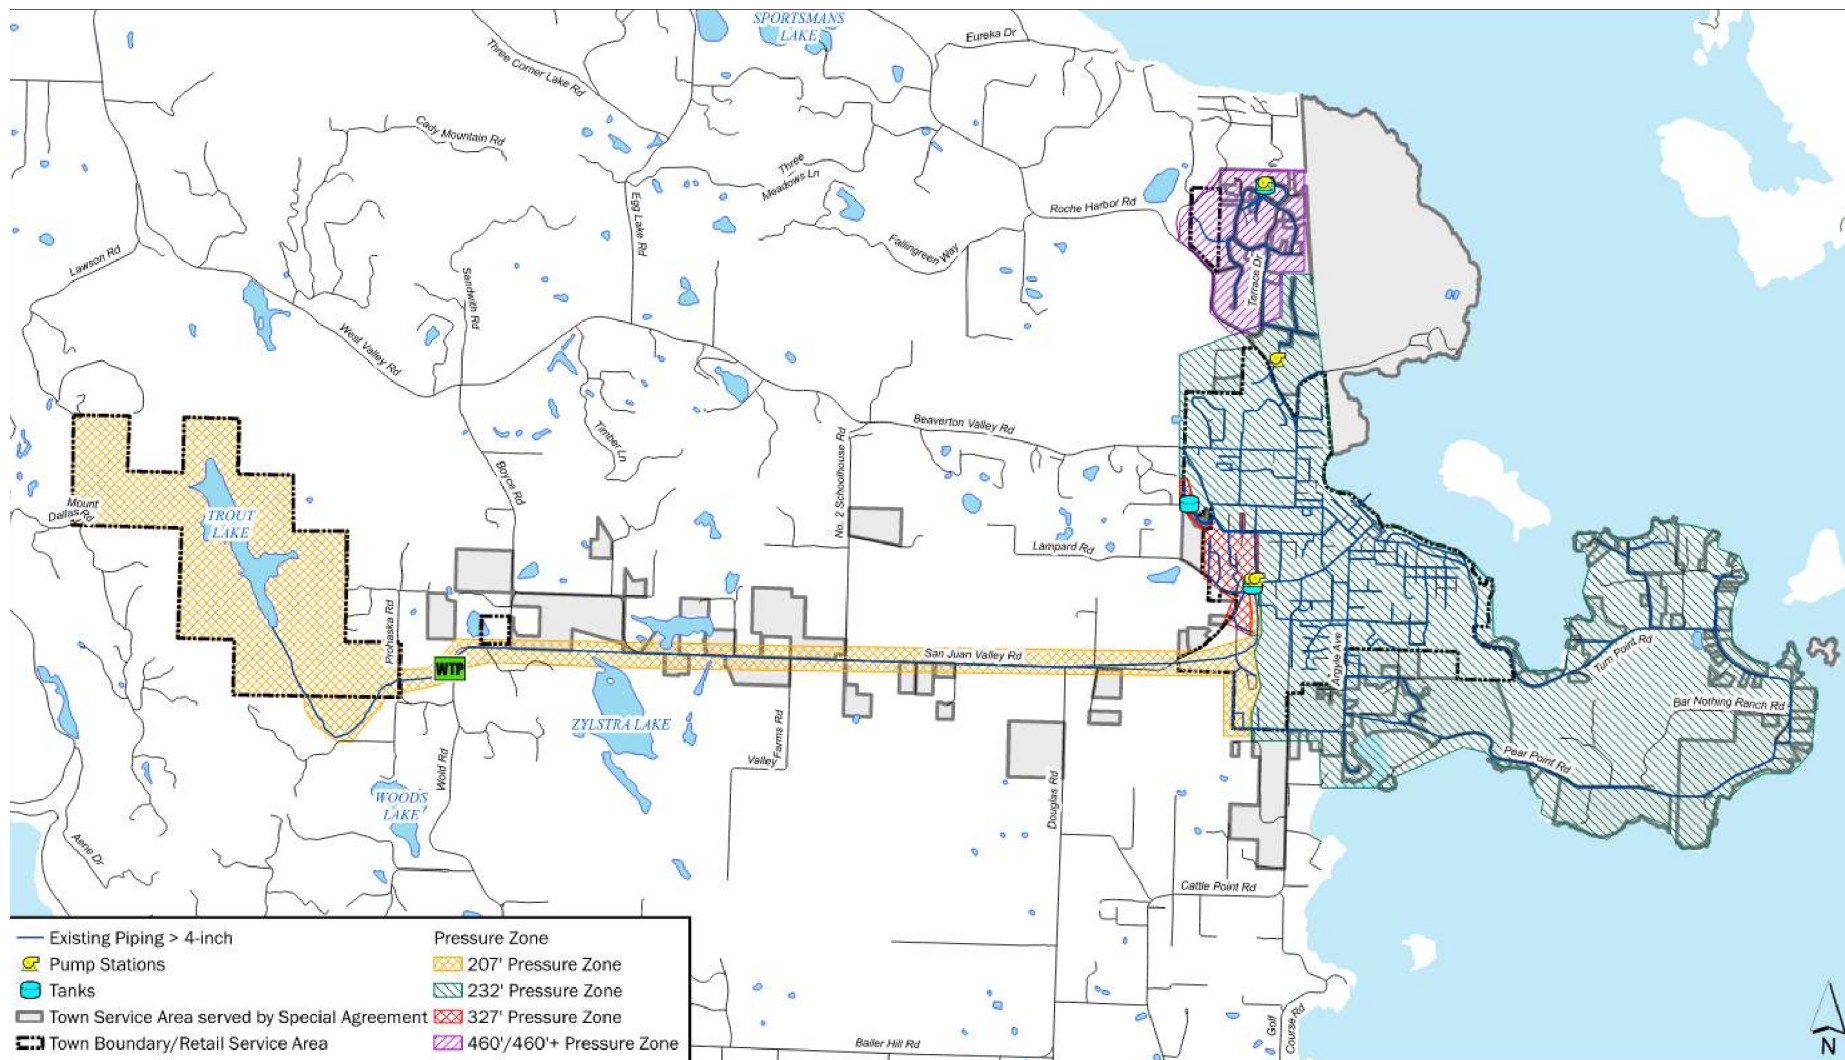 SPORTSMANS
LAKE
Eureka Dr
Three Corner Lake Rd
Cady Mountain Rd
Three
Meadows Ln
Egg Lake Rd
Roche Harbor Rd
Fallingreen Way
Lawson Rd
Sandwith Rd
Terrace Dr
West Valley Rd
Beaverton Valley Rd
Timber Ln
No. 2 Schoolhouse Rd
Boyce Rd
Mount
Dallas Rd
TROUT
LAKE
Lampard Rd
Prohaska Rd
WTP
San Juan Valley Rd
Argyle Ave
Turn Point Rd
Bar Nothing Ranch Rd
ZYLSTRA LAKE
Valley
Farms Rd
Wold Rd
Pear Point Rd
WOODS
LAKE
Douglas Rd
Aerie Dr
Cattle Point Rd
Golf
Course Rd
Bailer Hill Rd
Existing Piping > 4-inch
Pump Stations
Tanks
Town Service Area served by Special Agreement
Town Boundary/Retail Service Area
Pressure Zone
207' Pressure Zone
232' Pressure Zone
327' Pressure Zone
460'/460'+ Pressure Zone
N